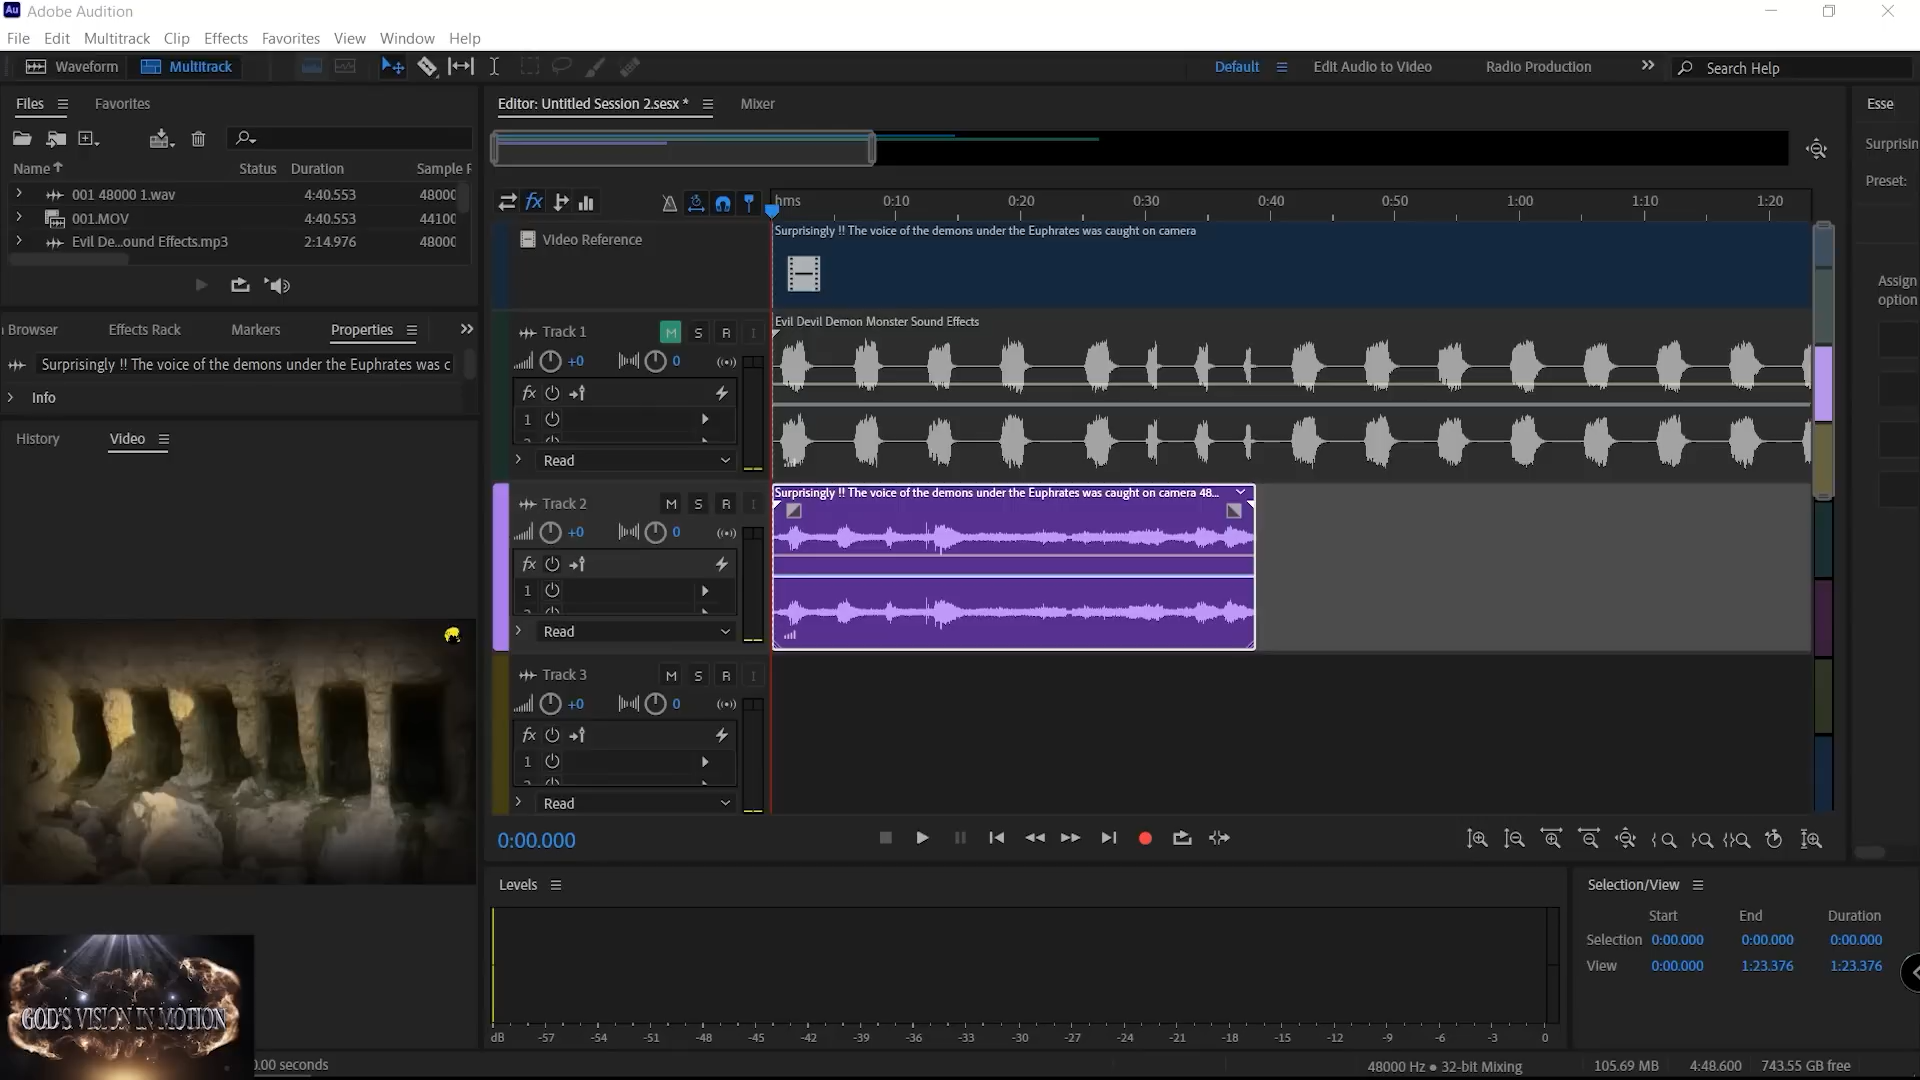 Au Adobe Audition
File Edit Multitrack Clip Effects Favorites View Window Help
Waveform Multitrack Default Edit Audio to Video Radio Production Search Help
Files Favorites
Editor: Untitled Session 2.sesx * Mixer
Esse
Name Status Duration Sample R
001 48000 1.wav 4:40.553 48000
001.MOV 4:40.553 44100
Evil De...ound Effects.mp3 2:14.976 48000
Surprisin
Preset:
Assign
option
hms 0:10 0:20 0:30 0:40 0:50 1:00 1:10 1:20
Video Reference
Surprisingly !! The voice of the demons under the Euphrates was caught on camera
Browser Effects Rack Markers Properties
Surprisingly !! The voice of the demons under the Euphrates was c
Info
History Video
Track 1 M S R I
Evil Devil Demon Monster Sound Effects
+0 0
fx
1
2
Read
Track 2 M S R I
Surprisingly !! The voice of the demons under the Euphrates was caught on camera 48...
+0 0
fx
1
2
Read
Track 3 M S R I
+0 0
fx
1
2
Read
0:00.000
Levels
dB -57 -54 -51 -48 -45 -42 -39 -36 -33 -30 -27 -24 -21 -18 -15 -12 -9 -6 -3 0
Selection/View
Start End Duration
Selection 0:00.000 0:00.000 0:00.000
View 0:00.000 1:23.376 1:23.376
GOD'S VISION IN MOTION
0.00 seconds
48000 Hz ● 32-bit Mixing 105.69 MB 4:48.600 743.55 GB free